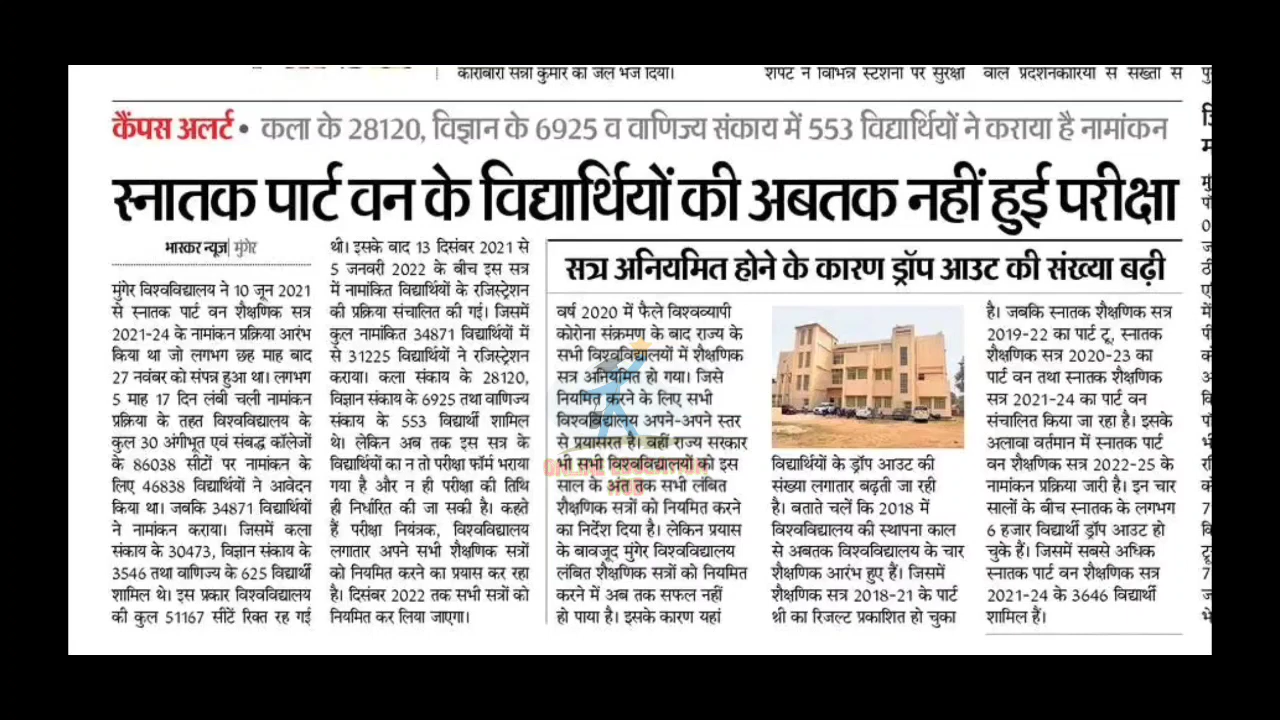 कारोबारी सन्नी कुमार को जेल भेज दिया।
कैंपस अलर्ट • कला के 28120, विज्ञान के 6925 व वाणिज्य संकाय में 553 विद्यार्थियों ने कराया है नामांकन
स्नातक पार्ट वन के विद्यार्थियों की अबतक नहीं हुई परीक्षा
भास्कर न्यूज| मुंगेर
मुंगेर विश्वविद्यालय ने 10 जून 2021
से स्नातक पार्ट वन शैक्षणिक सत्र
2021-24 के नामांकन प्रक्रिया आरंभ
किया था जो लगभग छह माह बाद
27 नवंबर को संपन्न हुआ था। लगभग
5 माह 17 दिन लंबी चली नामांकन
प्रक्रिया के तहत विश्वविद्यालय के
कुल 30 अंगीभूत एवं संबद्ध कॉलेजों
के 86038 सीटों पर नामांकन के
लिए 46838 विद्यार्थियों ने आवेदन
किया था। जबकि 34871 विद्यार्थियों
ने नामांकन कराया। जिसमें कला
संकाय के 30473, विज्ञान संकाय के
3546 तथा वाणिज्य के 625 विद्यार्थी
शामिल थे। इस प्रकार विश्वविद्यालय
की कुल 51167 सीटें रिक्त रह गई
थी। इसके बाद 13 दिसंबर 2021 से
5 जनवरी 2022 के बीच इस सत्र
में नामांकित विद्यार्थियों के रजिस्ट्रेशन
की प्रक्रिया संचालित की गई। जिसमें
कुल नामांकित 34871 विद्यार्थियों में
से 31225 विद्यार्थियों ने रजिस्ट्रेशन
कराया। कला संकाय के 28120,
विज्ञान संकाय के 6925 तथा वाणिज्य
संकाय के 553 विद्यार्थी शामिल
थे। लेकिन अब तक इस सत्र के
विद्यार्थियों का न तो परीक्षा फॉर्म भराया
गया है और न ही परीक्षा की तिथि
ही निर्धारित की जा सकी है। कहते
हैं परीक्षा नियंत्रक, विश्वविद्यालय
लगातार अपने सभी शैक्षणिक सत्रों
को नियमित करने का प्रयास कर रहा
है। दिसंबर 2022 तक सभी सत्रों को
नियमित कर लिया जाएगा।
सत्र अनियमित होने के कारण ड्रॉप आउट की संख्या बढ़ी
वर्ष 2020 में फैले विश्वव्यापी
कोरोना संक्रमण के बाद राज्य के
सभी विश्वविद्यालयों में शैक्षणिक
सत्र अनियमित हो गया। जिसे
नियमित करने के लिए सभी
विश्वविद्यालय अपने-अपने स्तर
से प्रयासरत है। वहीं राज्य सरकार
भी सभी विश्वविद्यालयों को इस
साल के अंत तक सभी लंबित
शैक्षणिक सत्रों को नियमित करने
का निर्देश दिया है। लेकिन प्रयास
के बावजूद मुंगेर विश्वविद्यालय
लंबित शैक्षणिक सत्रों को नियमित
करने में अब तक सफल नहीं
हो पाया है। इसके कारण यहां
विद्यार्थियों के ड्रॉप आउट की
संख्या लगातार बढ़ती जा रही
है। बताते चलें कि 2018 में
विश्वविद्यालय की स्थापना काल
से अबतक विश्वविद्यालय के चार
शैक्षणिक आरंभ हुए हैं। जिसमें
शैक्षणिक सत्र 2018-21 के पार्ट
थ्री का रिजल्ट प्रकाशित हो चुका
है। जबकि स्नातक शैक्षणिक सत्र
2019-22 का पार्ट टू, स्नातक
शैक्षणिक सत्र 2020-23 का
पार्ट वन तथा स्नातक शैक्षणिक
सत्र 2021-24 का पार्ट वन
संचालित किया जा रहा है। इसके
अलावा वर्तमान में स्नातक पार्ट
वन शैक्षणिक सत्र 2022-25 के
नामांकन प्रक्रिया जारी है। इन चार
सालों के बीच स्नातक के लगभग
6 हजार विद्यार्थी ड्रॉप आउट हो
चुके हैं। जिसमें सबसे अधिक
स्नातक पार्ट वन शैक्षणिक सत्र
2021-24 के 3646 विद्यार्थी
शामिल हैं।
ONLINE EDUCATION
HUB